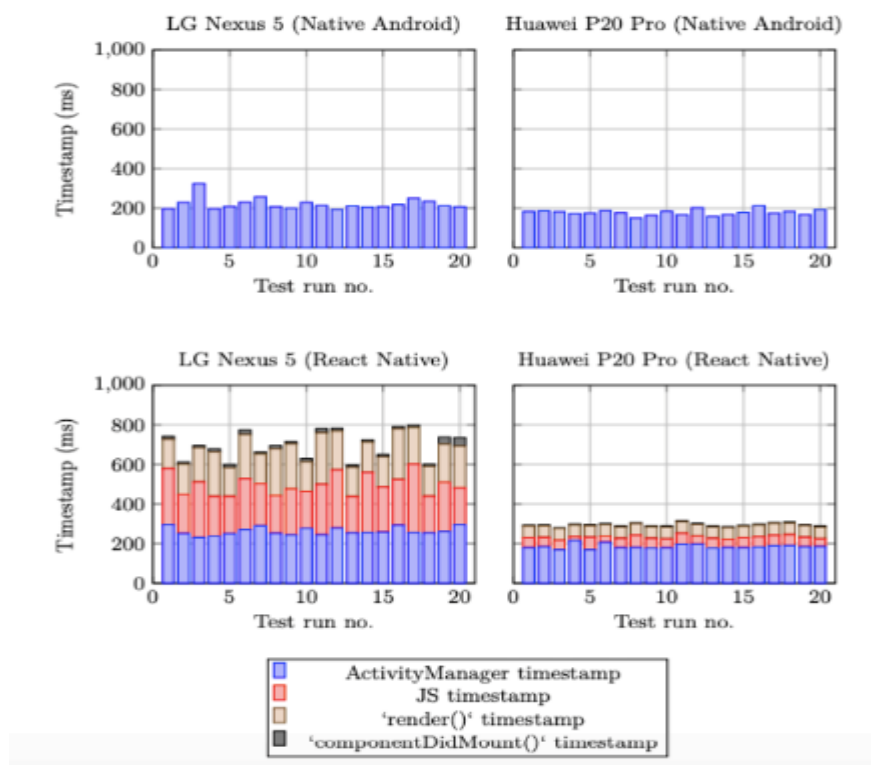 LG Nexus 5 (Native Android)
Huawei P20 Pro (Native Android)
1,000
800
600
400
200
0
Timestamp (ms)
0 5 10 15 20
0 5 10 15 20
Test run no.
Test run no.
LG Nexus 5 (React Native)
Huawei P20 Pro (React Native)
1,000
800
600
400
200
0
Timestamp (ms)
0 5 10 15 20
0 5 10 15 20
Test run no.
Test run no.
ActivityManager timestamp
JS timestamp
‘render()‘ timestamp
‘componentDidMount()‘ timestamp